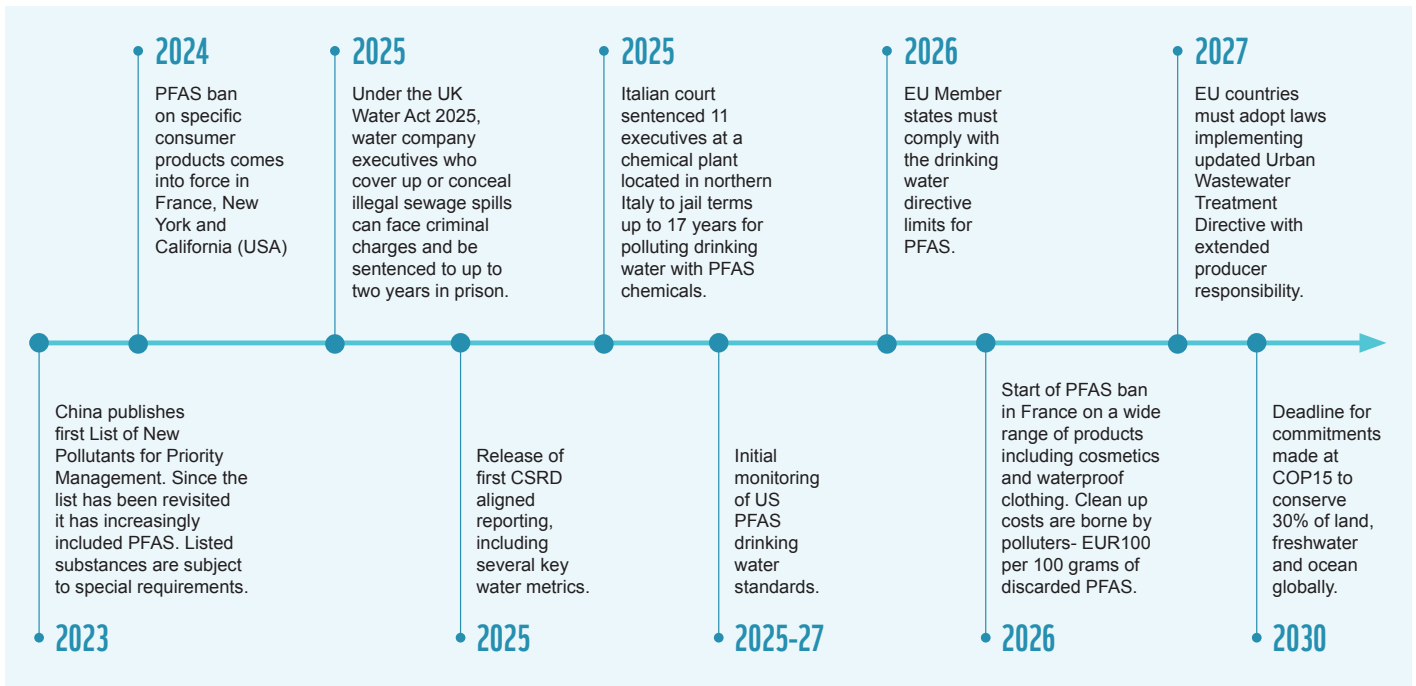 2024
PFAS ban
on specific
consumer
products comes
into force in
France, New
York and
California (USA)
2025
Under the UK
Water Act 2025,
water company
executives who
cover up or conceal
illegal sewage spills
can face criminal
charges and be
sentenced to up to
two years in prison.
2025
Italian court
sentenced 11
executives at a
chemical plant
located in northern
Italy to jail terms
up to 17 years for
polluting drinking
water with PFAS
chemicals.
2026
EU Member
states must
comply with
the drinking
water
directive
limits for
PFAS.
2027
EU countries
must adopt laws
implementing
updated Urban
Wastewater
Treatment
Directive with
extended
producer
responsibility.
China publishes
first List of New
Pollutants for Priority
Management. Since the
list has been revisited
it has increasingly
included PFAS. Listed
substances are subject
to special requirements.
2023
Release of
first CSRD
aligned
reporting,
including
several key
water metrics.
2025
Initial
monitoring
of US
PFAS
drinking
water
standards.
2025-27
Start of PFAS ban
in France on a wide
range of products
including cosmetics
and waterproof
clothing. Clean up
costs are borne by
polluters- EUR100
per 100 grams of
discarded PFAS.
2026
Deadline for
commitments
made at
COP15 to
conserve
30% of land,
freshwater
and ocean
globally.
2030